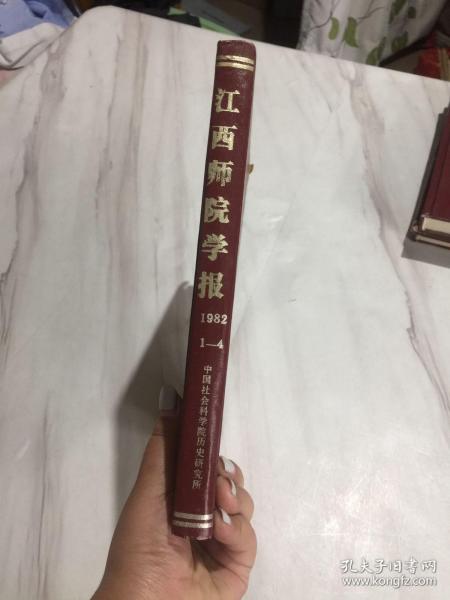 江西师院学报
1982
1—4
中国社会科学院历史研究所
孔夫子旧书网
www.kongfz.com